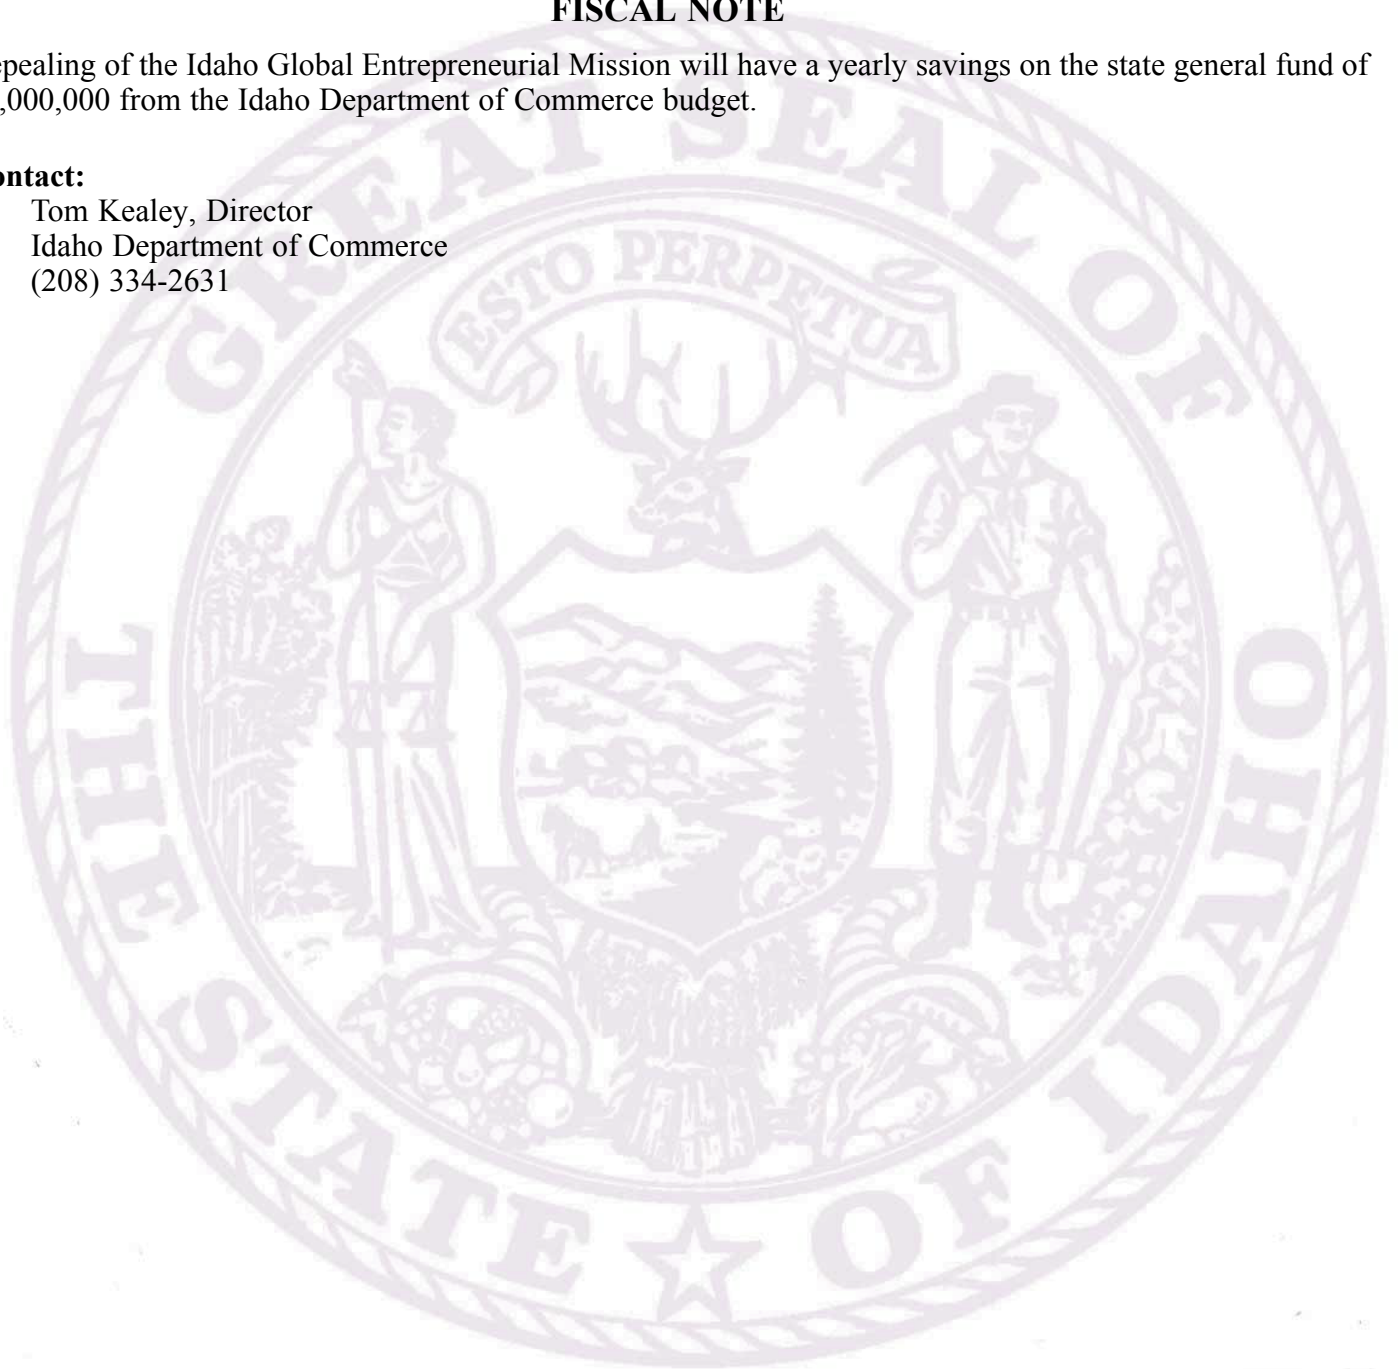 FISCAL NOTE
epealing of the Idaho Global Entrepreneurial Mission will have a yearly savings on the state general fund of
,000,000 from the Idaho Department of Commerce budget.
ontact:
Tom Kealey, Director
Idaho Department of Commerce
(208) 334-2631
GREAT SEAL OF
ESTO PERPETUA
THE STATE OF IDAHO